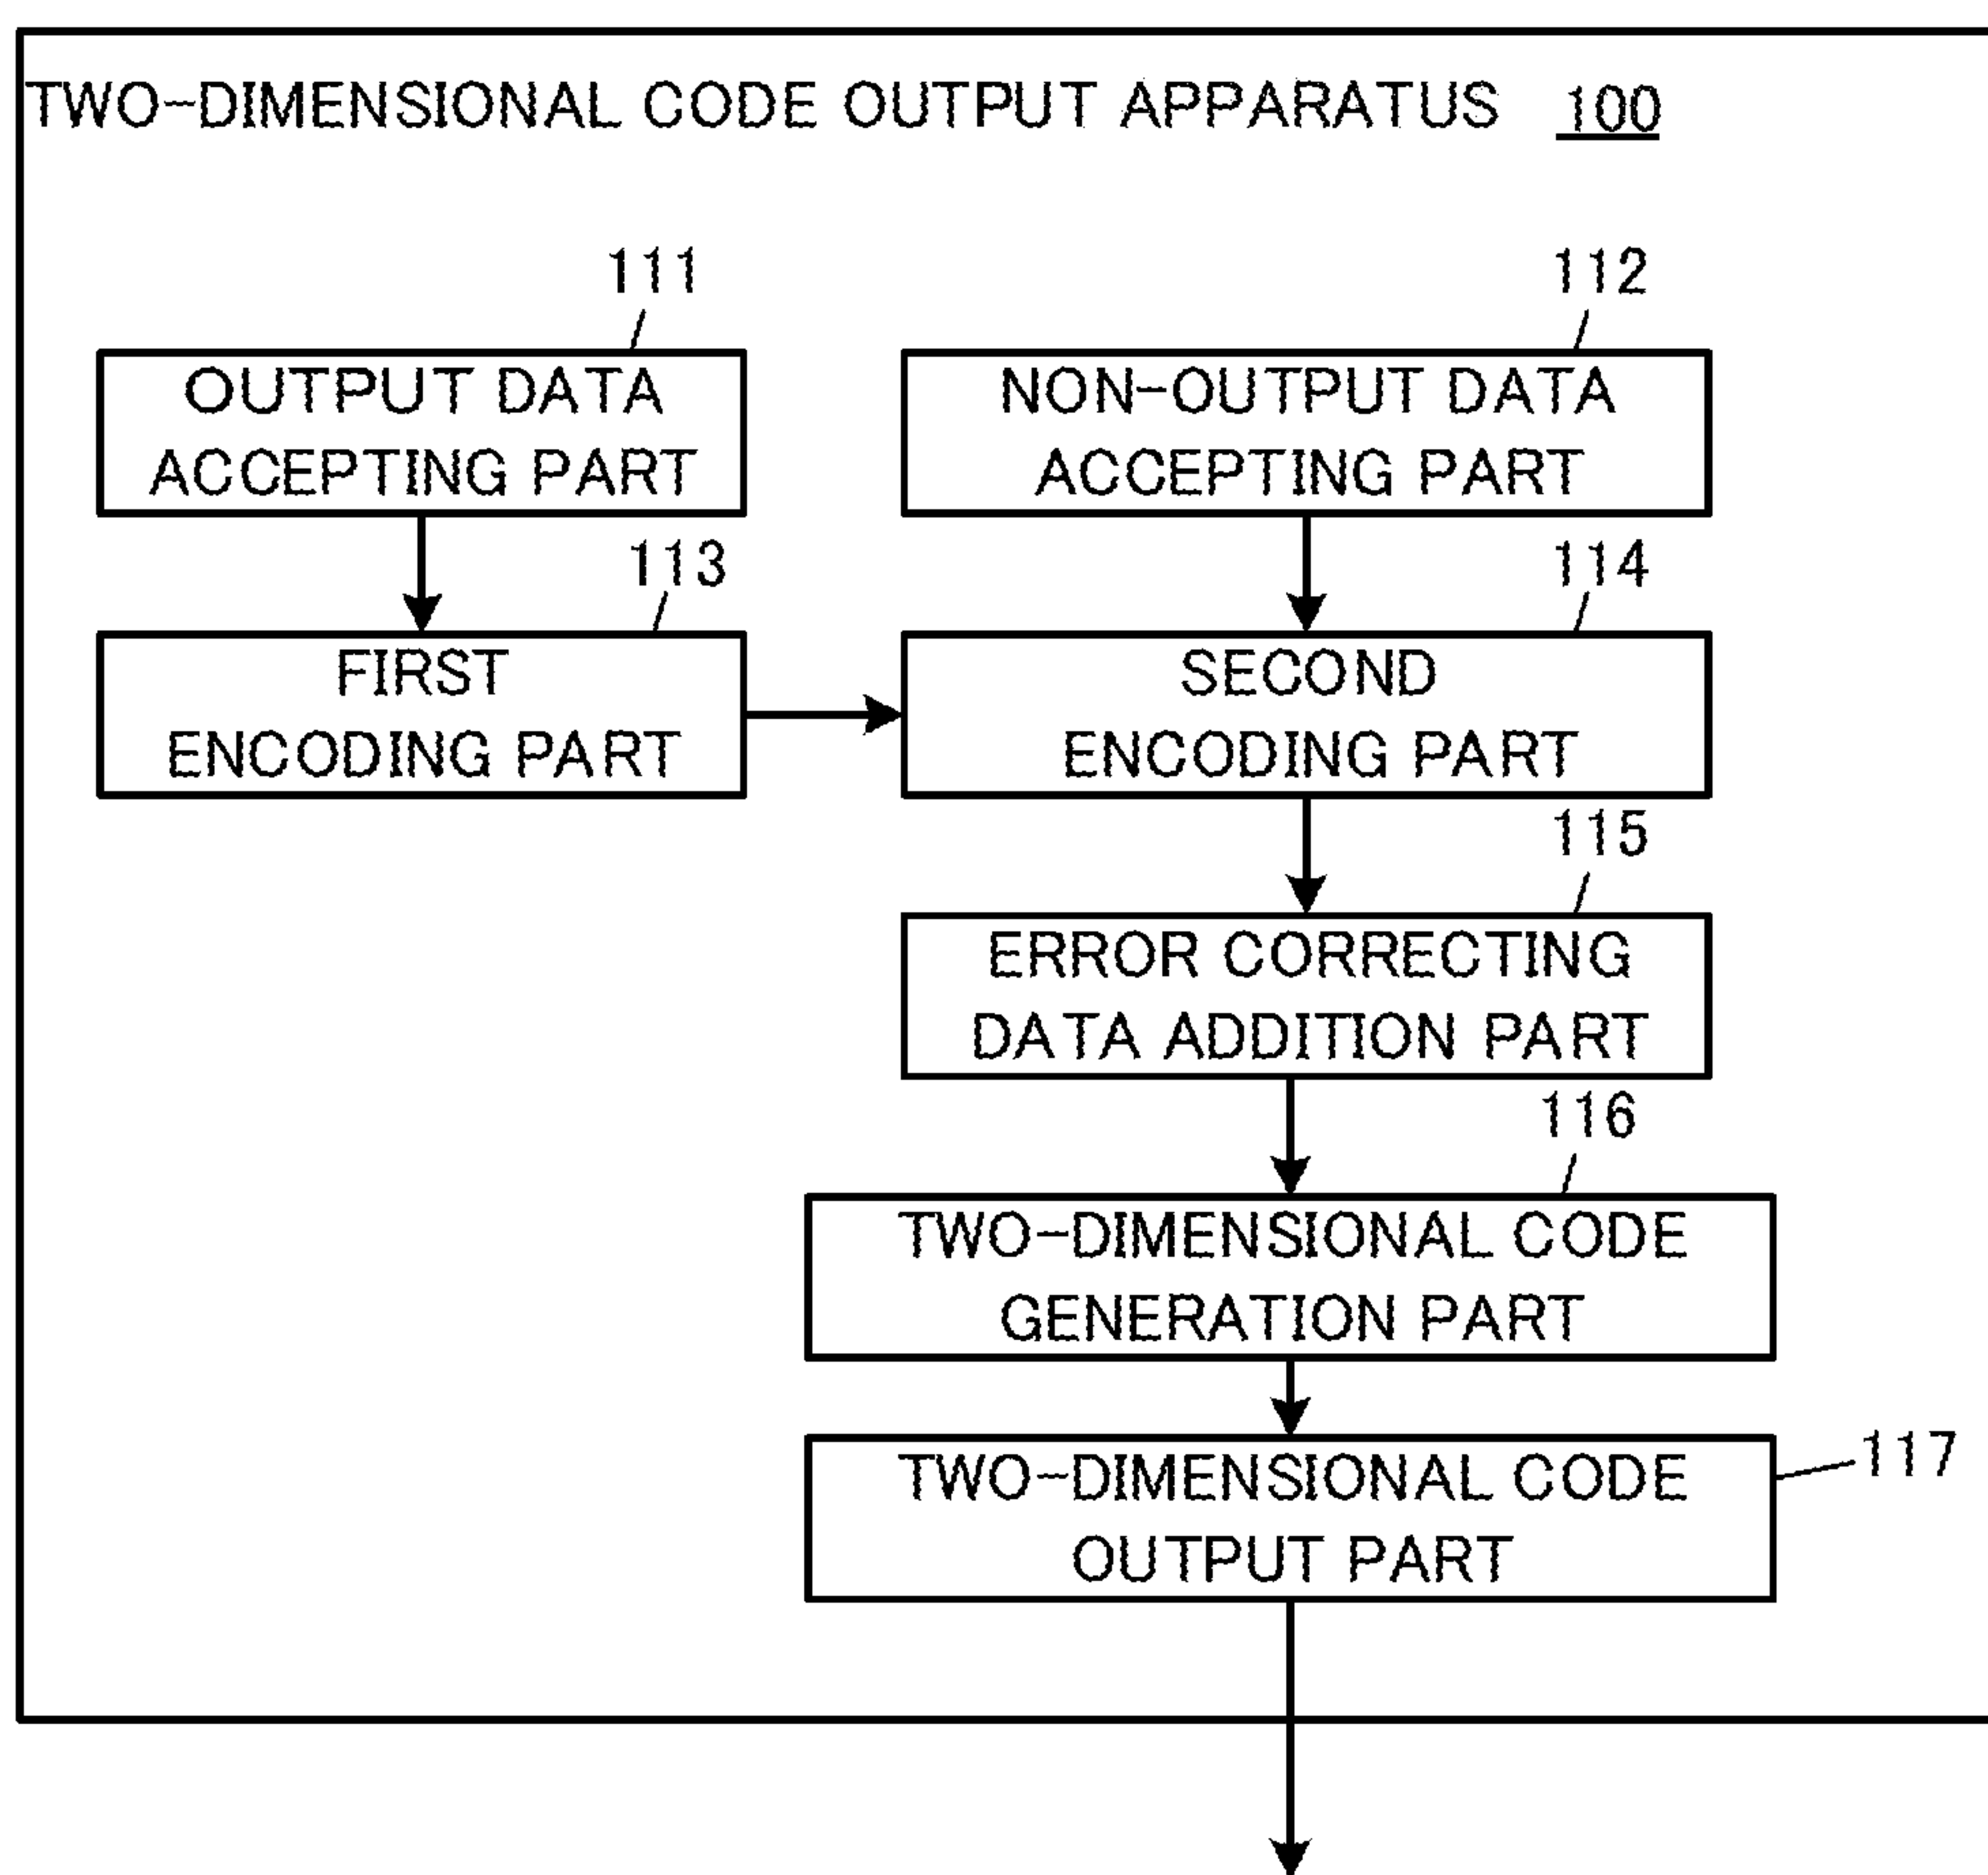 TWO-DIMENSIONAL CODE OUTPUT APPARATUS 100
111
112
OUTPUT DATA
ACCEPTING PART
NON-OUTPUT DATA
ACCEPTING PART
113
114
FIRST
ENCODING PART
SECOND
ENCODING PART
115
ERROR CORRECTING
DATA ADDITION PART
116
TWO-DIMENSIONAL CODE
GENERATION PART
117
TWO-DIMENSIONAL CODE
OUTPUT PART